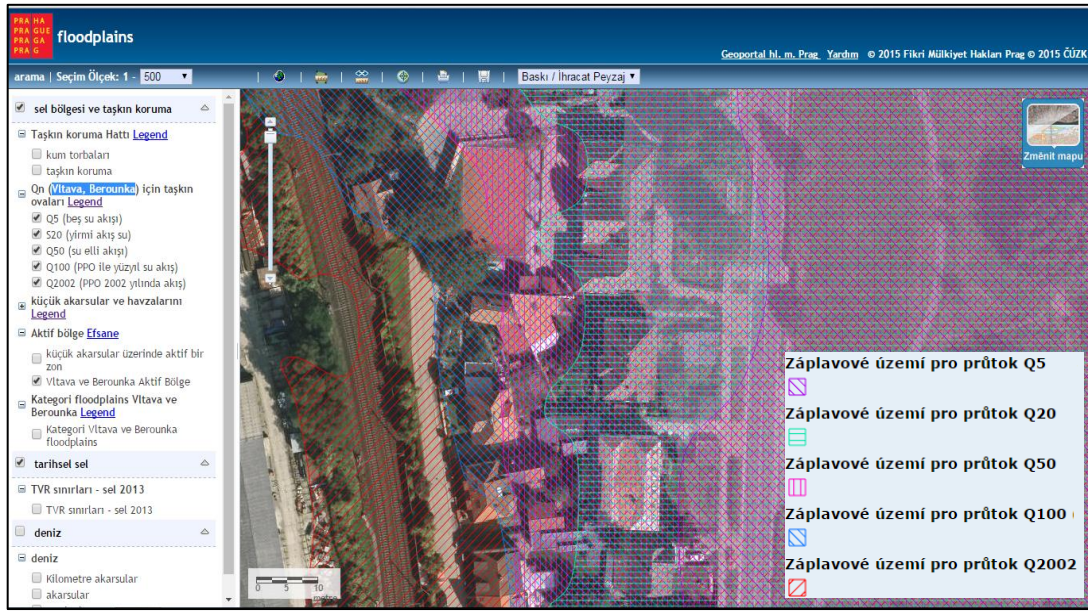 PRA HA
PRA GUE
PRA GA
PRA G
floodplains
Geoportal hl. m. Prag Yardım © 2015 Fikri Mülkiyet Hakları Prag © 2015 ČÚZK
arama | Seçim Ölçek: 1 - 500
Baskı / İhracat Peyzaj
sel bölgesi ve taşkın koruma
Taşkın koruma Hattı Legend
kum torbaları
taşkın koruma
Qn (Vltava, Berounka) için taşkın
ovaları Legend
Q5 (beş su akışı)
S20 (yirmi akış su)
Q50 (su elli akışı)
Q100 (PPO ile yüzyıl su akış)
Q2002 (PPO 2002 yılında akış)
küçük akarsular ve havzalarını
Legend
Aktif bölge Efsane
küçük akarsular üzerinde aktif bir
zon
Vltava ve Berounka Aktif Bölge
Kategori floodplains Vltava ve
Berounka Legend
Kategori Vltava ve Berounka
floodplains
tarihsel sel
TVR sınırları - sel 2013
TVR sınırları - sel 2013
deniz
deniz
Kilometre akarsular
akarsular
Změnit mapu
Záplavové území pro průtok Q5
Záplavové území pro průtok Q20
Záplavové území pro průtok Q50
Záplavové území pro průtok Q100
Záplavové území pro průtok Q2002
0 5 10
metre